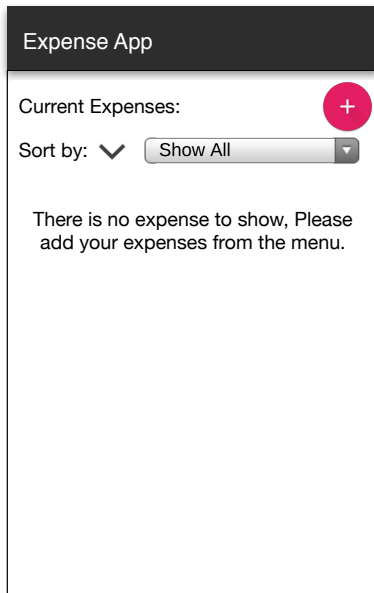 Expense App
Current Expenses:
+
Sort by:
Show All
There is no expense to show, Please
add your expenses from the menu.